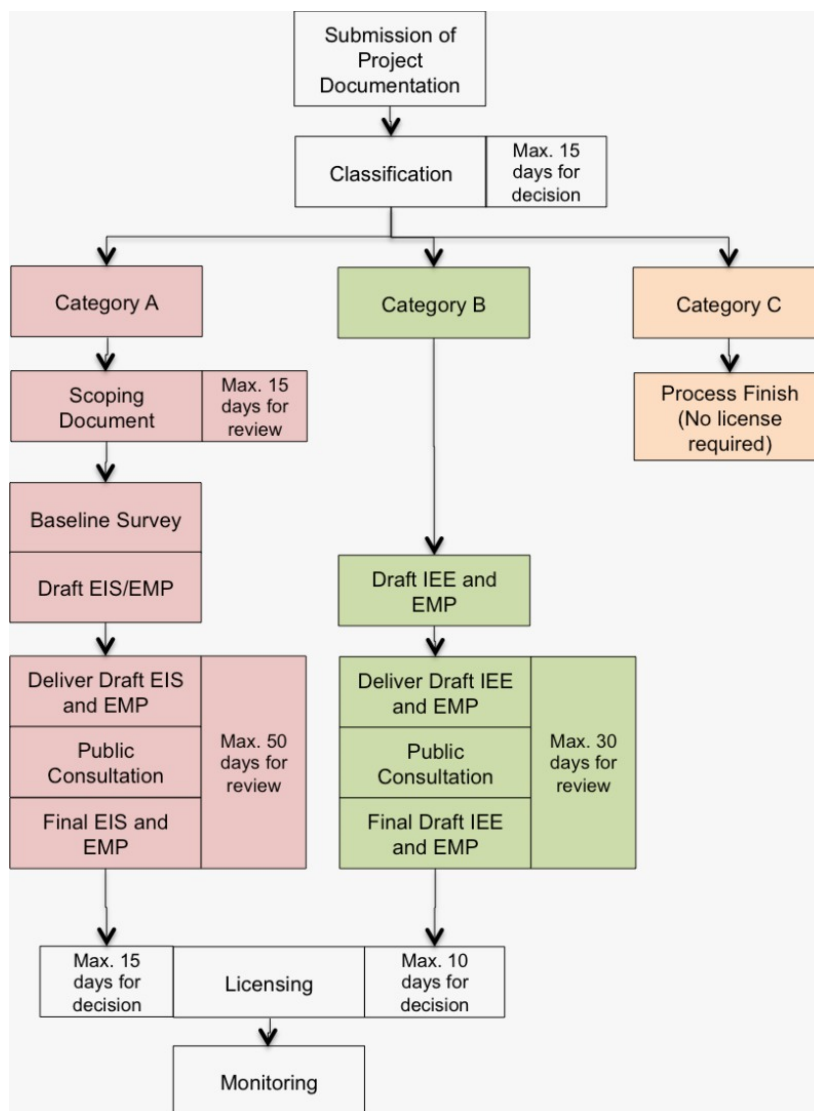 Submission of
Project
Documentation
Classification
Max. 15
days for
decision
Category A
Category B
Category C
Scoping
Document
Max. 15
days for
review
Process Finish
(No license
required)
Baseline Survey
Draft EIS/EMP
Draft IEE and
EMP
Deliver Draft EIS
and EMP
Public
Consultation
Final EIS and
EMP
Max. 50
days for
review
Deliver Draft IEE
and EMP
Public
Consultation
Final Draft IEE
and EMP
Max. 30
days for
review
Max. 15
days for
decision
Licensing
Max. 10
days for
decision
Monitoring